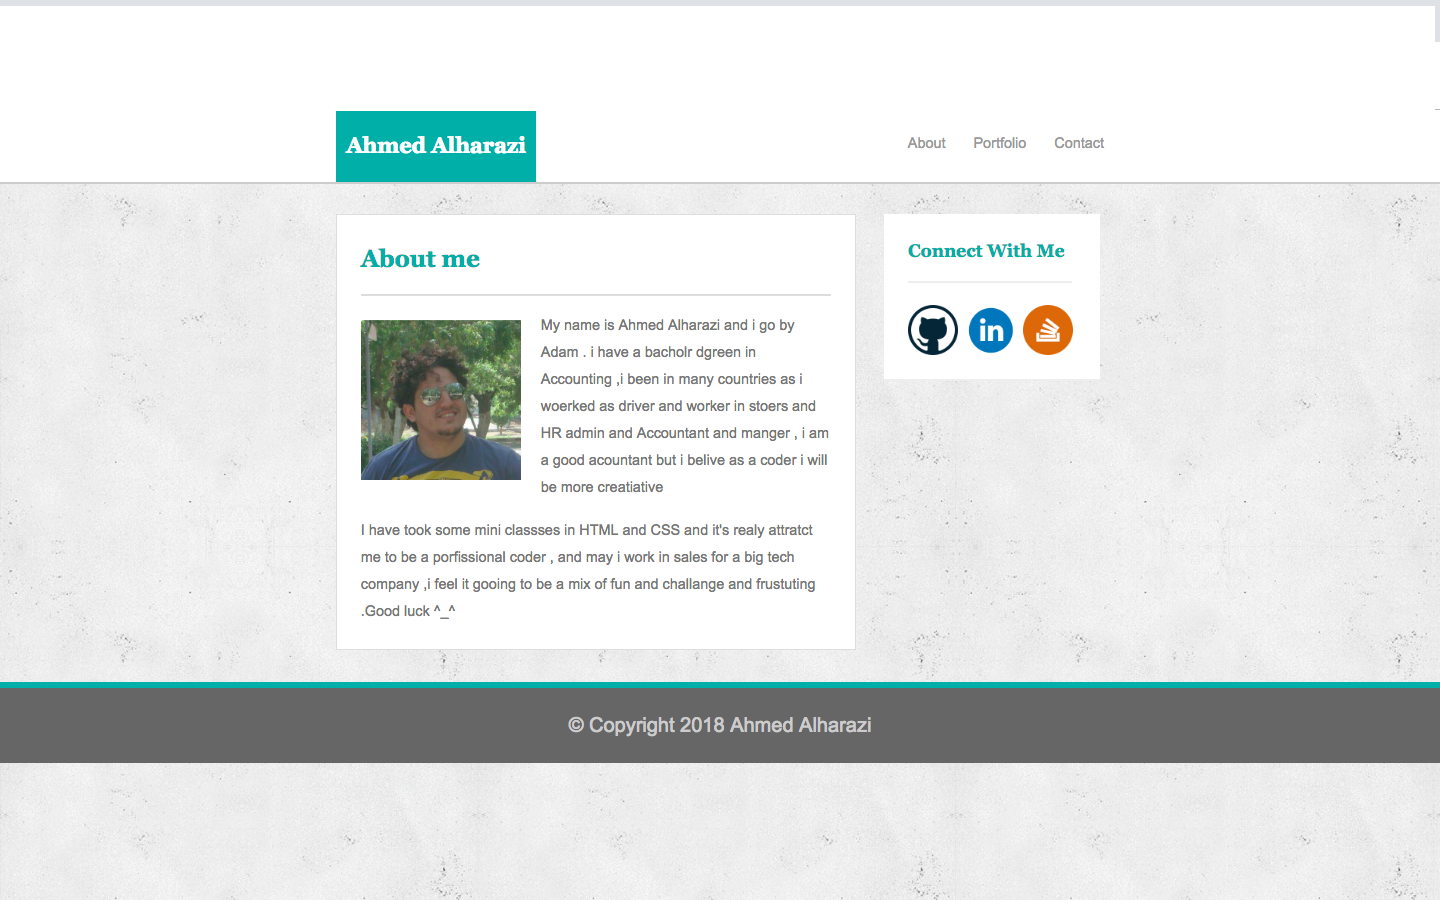 Ahmed Alharazi
About Portfolio Contact
About me
My name is Ahmed Alharazi and i go by
Adam . i have a bacholr dgreen in
Accounting ,i been in many countries as i
woerked as driver and worker in stoers and
HR admin and Accountant and manger , i am
a good acountant but i belive as a coder i will
be more creatiative
I have took some mini classses in HTML and CSS and it's realy attratct
me to be a porfissional coder , and may i work in sales for a big tech
company ,i feel it gooing to be a mix of fun and challange and frustuting
.Good luck ^_^
Connect With Me
in
© Copyright 2018 Ahmed Alharazi